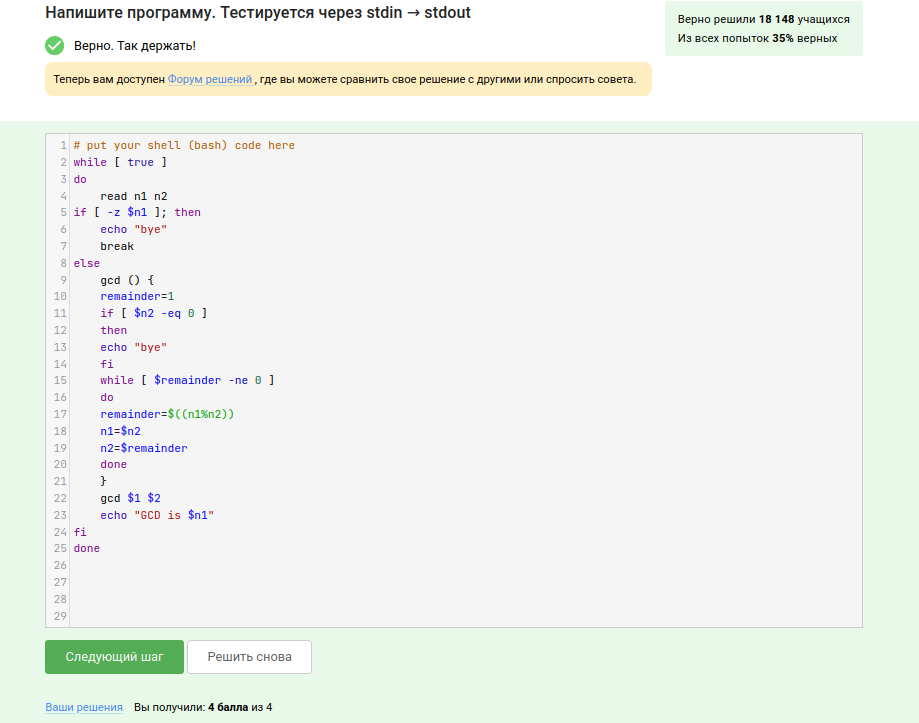 Напишите программу. Тестируется через stdin → stdout
Верно решили 18 148 учащихся
Из всех попыток 35% верных
Верно. Так держать!
Теперь вам доступен Форум решений , где вы можете сравнить свое решение с другими или спросить совета.
1 # put your shell (bash) code here
2 while [ true ]
3 do
4     read n1 n2
5 if [ -z $n1 ]; then
6     echo "bye"
7     break
8 else
9     gcd () {
10     remainder=1
11     if [ $n2 -eq 0 ]
12     then
13     echo "bye"
14     fi
15     while [ $remainder -ne 0 ]
16     do
17     remainder=$((n1%n2))
18     n1=$n2
19     n2=$remainder
20     done
21     }
22     gcd $1 $2
23     echo "GCD is $n1"
24 fi
25 done
26
27
28
29
Следующий шаг Решить снова
Ваши решения Вы получили: 4 балла из 4